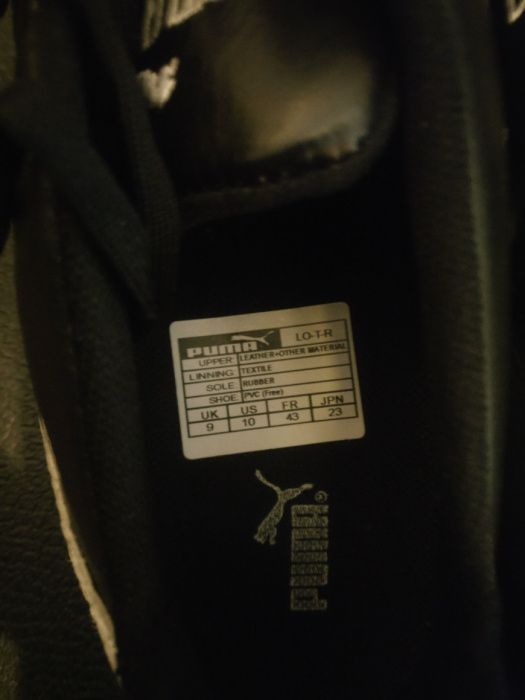 PUMA LO-T-R
UPPER LEATHER+OTHER MATERIAL
LINNING TEXTILE
SOLE RUBBER
SHOE PVC (Free)
UK US FR JPN
9 10 43 23
®